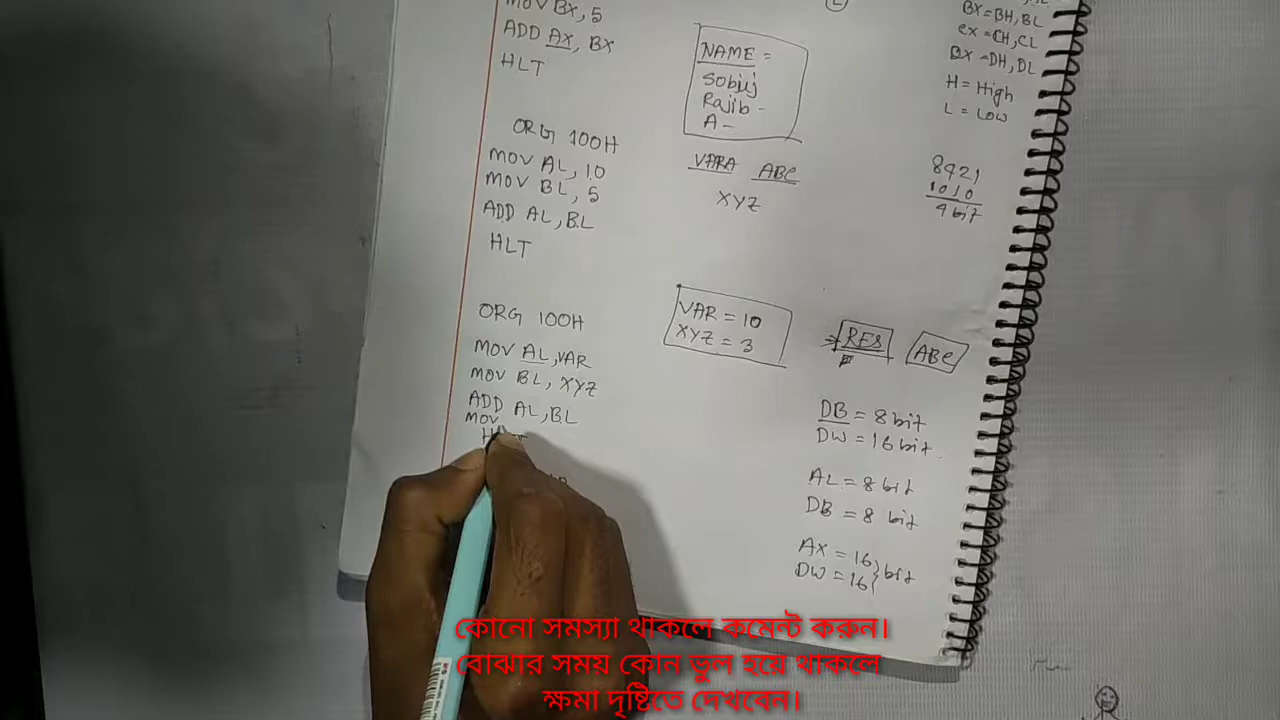 MOV BX, 5
ADD AX, BX
HLT
ORG 100H
MOV AL, 10
MOV BL, 5
ADD AL, BL
HLT
ORG 100H
MOV AL, VAR
MOV BL, XYZ
ADD AL, BL
MOV
NAME =
Sobuj
Rajib -
A -
VARA ABC
XYZ
VAR = 10
XYZ = 3
RES ABC
BX = BH, BL
CX = CH, CL
BX = DH, DL
H = High
L = Low
8421
1010
4 bit
DB = 8 bit
DW = 16 bit
AL = 8 bit
DB = 8 bit
AX = 16
DW = 16
bit
কোনো সমস্যা থাকলে কমেন্ট করুন।
বোঝার সময় কোন ভুল হয়ে থাকলে
ক্ষমা দৃষ্টিতে দেখবেন।